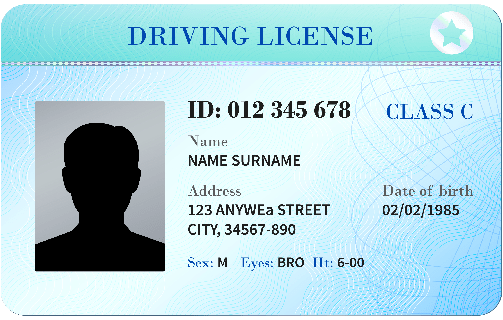 DRIVING LICENSE
ID: 012 345 678 CLASS C
Name
NAME SURNAME
Address Date of birth
123 ANYWEa STREET 02/02/1985
CITY, 34567-890
Sex: M Eyes: BRO Ht: 6-00